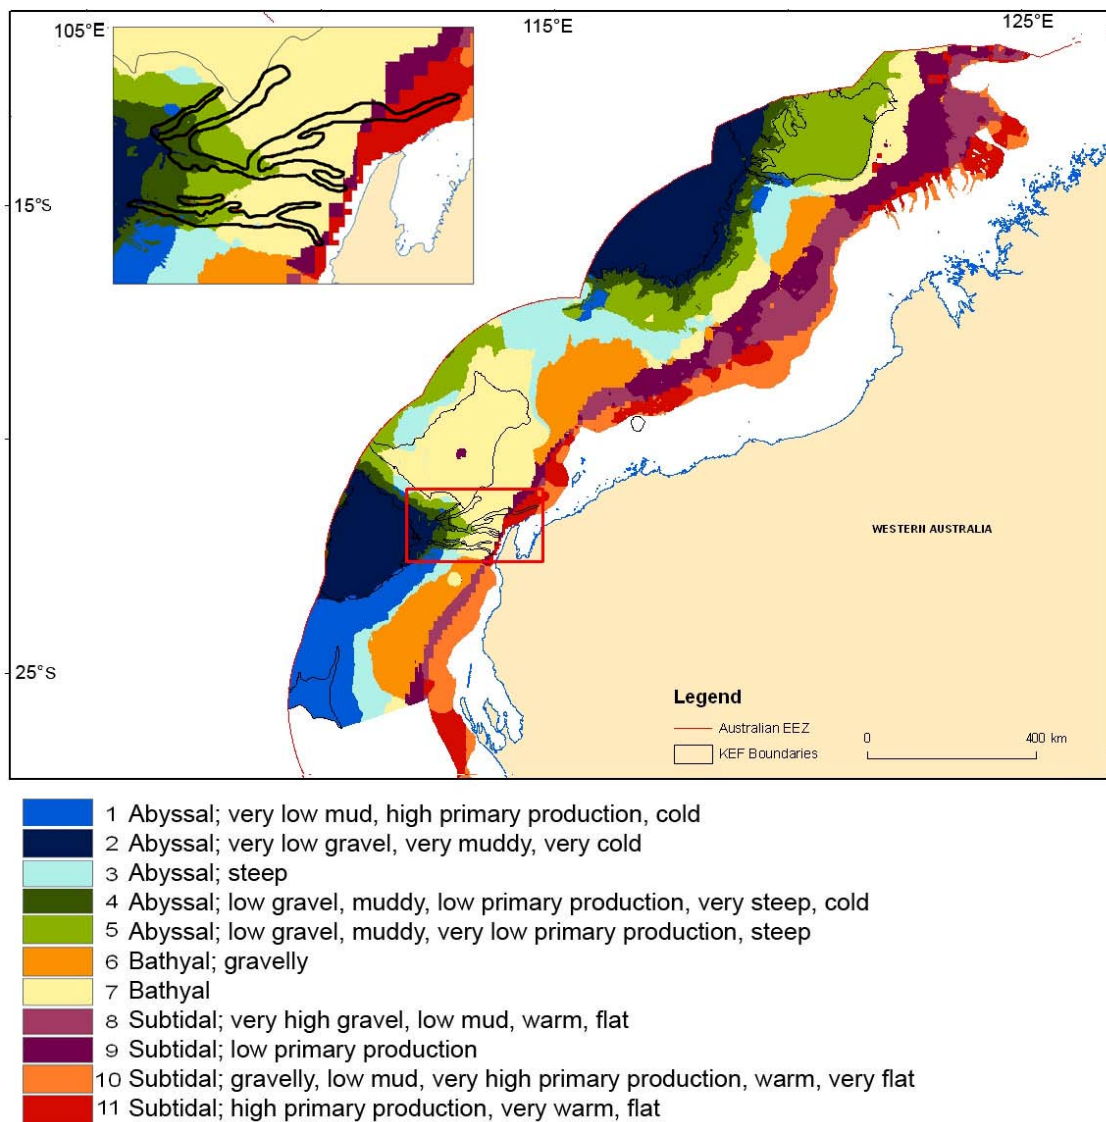 105°E
115°E
125°E
15°S
25°S
WESTERN AUSTRALIA
Legend
Australian EEZ
KEF Boundaries
0 400 km
1 Abyssal; very low mud, high primary production, cold
2 Abyssal; very low gravel, very muddy, very cold
3 Abyssal; steep
4 Abyssal; low gravel, muddy, low primary production, very steep, cold
5 Abyssal; low gravel, muddy, very low primary production, steep
6 Bathyal; gravelly
7 Bathyal
8 Subtidal; very high gravel, low mud, warm, flat
9 Subtidal; low primary production
10 Subtidal; gravelly, low mud, very high primary production, warm, very flat
11 Subtidal; high primary production, very warm, flat